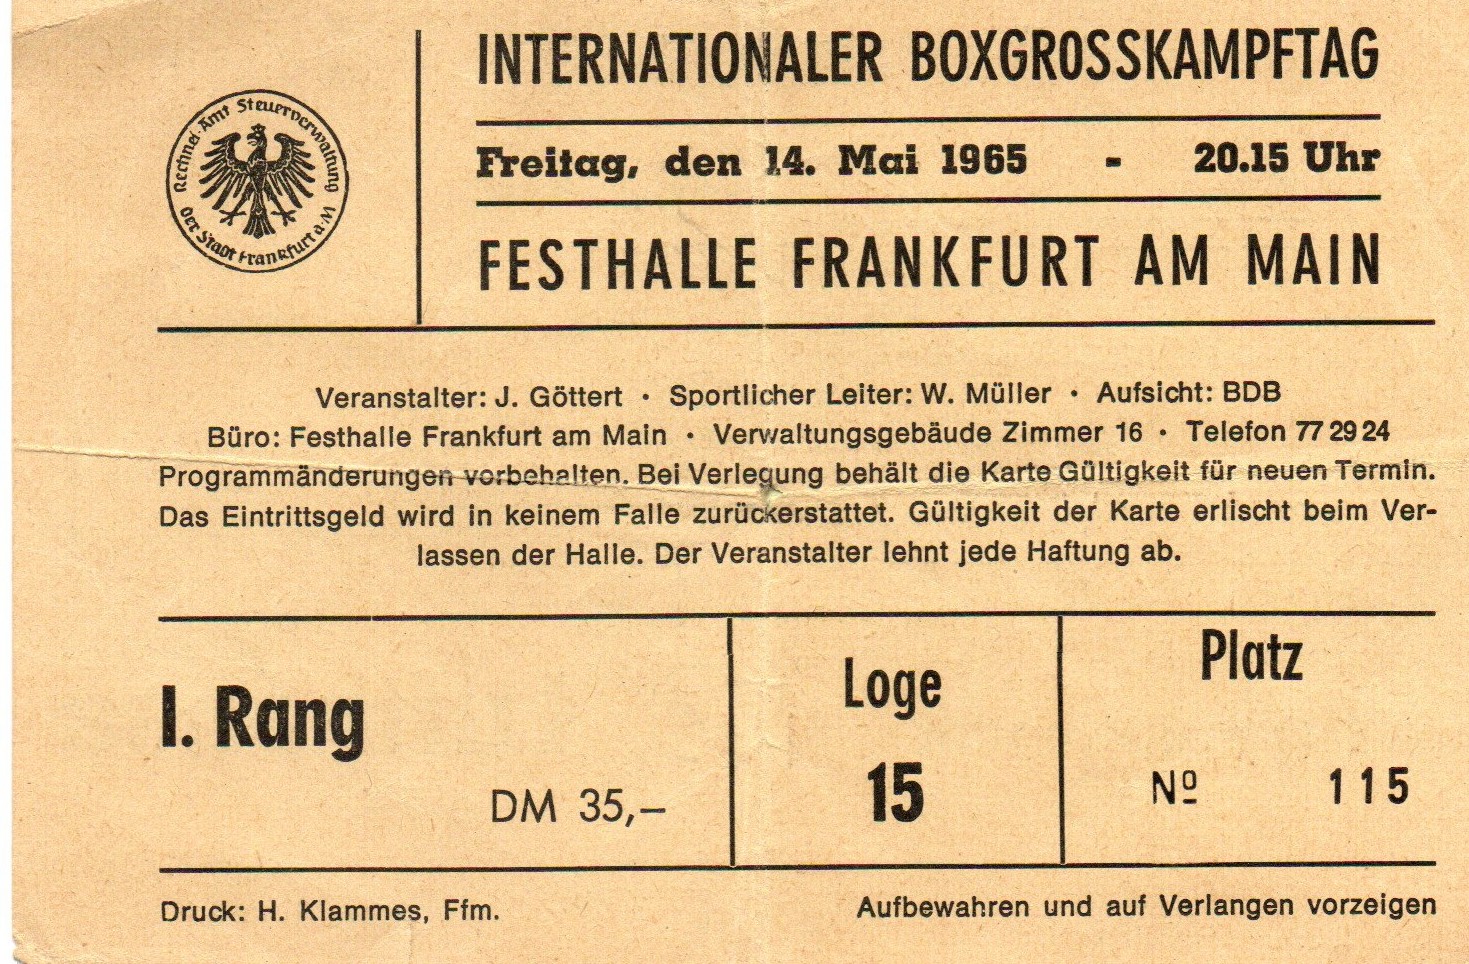 Rechnei-Amt Steuerverwaltung
der Stadt Frankfurt a. M
INTERNATIONALER BOXGROSSKAMPFTAG
Freitag, den 14. Mai 1965 - 20.15 Uhr
FESTHALLE FRANKFURT AM MAIN
Veranstalter: J. Göttert · Sportlicher Leiter: W. Müller · Aufsicht: BDB
Büro: Festhalle Frankfurt am Main · Verwaltungsgebäude Zimmer 16 · Telefon 77 29 24
Programmänderungen vorbehalten. Bei Verlegung behält die Karte Gültigkeit für neuen Termin.
Das Eintrittsgeld wird in keinem Falle zurückerstattet. Gültigkeit der Karte erlischt beim Ver-
lassen der Halle. Der Veranstalter lehnt jede Haftung ab.
I. Rang
DM 35,–
Loge
15
Platz
Nº 115
Druck: H. Klammes, Ffm.
Aufbewahren und auf Verlangen vorzeigen